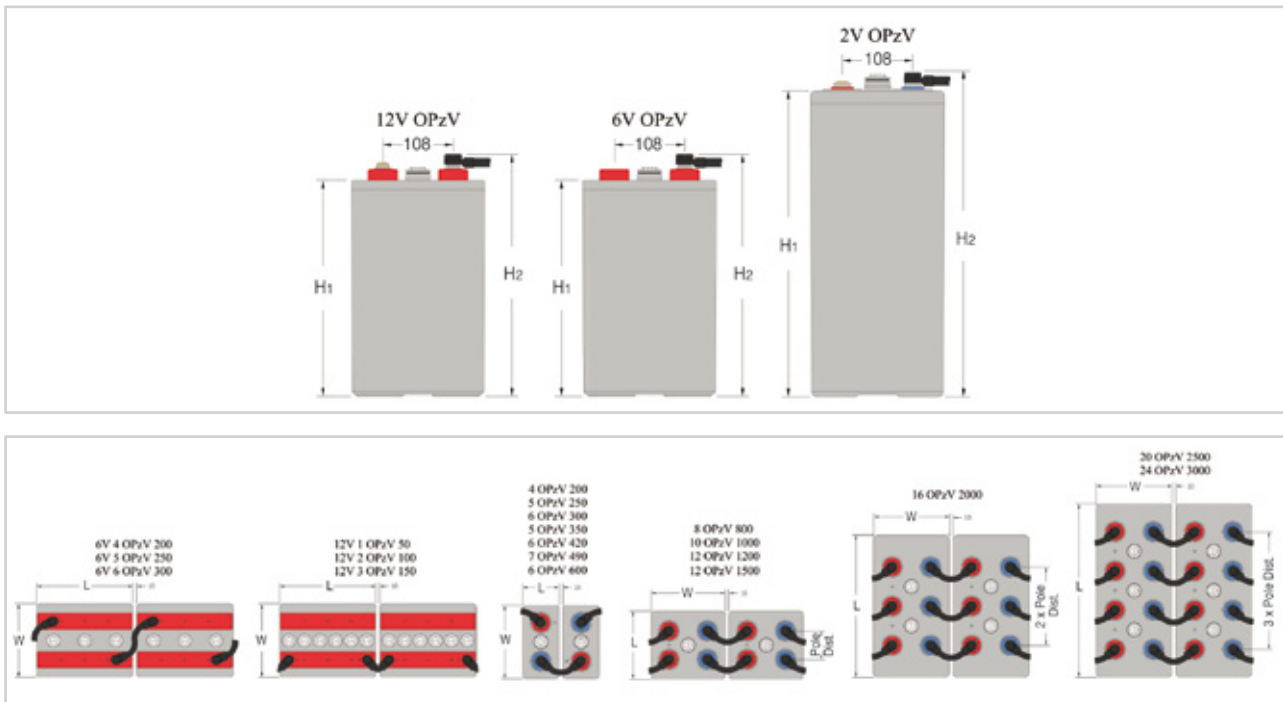 2V OPzV
108
12V OPzV
108
6V OPzV
108
H1
H2
H1
H2
H1
H2
6V 4 OPzV 200
6V 5 OPzV 250
6V 6 OPzV 300
L
W
12V 1 OPzV 50
12V 2 OPzV 100
12V 3 OPzV 150
L
W
4 OPzV 200
5 OPzV 250
6 OPzV 300
5 OPzV 350
6 OPzV 420
7 OPzV 490
6 OPzV 600
L
W
8 OPzV 800
10 OPzV 1000
12 OPzV 1200
12 OPzV 1500
W
L
Pole
Dist.
16 OPzV 2000
W
L
2 x Pole
Dist.
20 OPzV 2500
24 OPzV 3000
W
L
3 x Pole Dist.